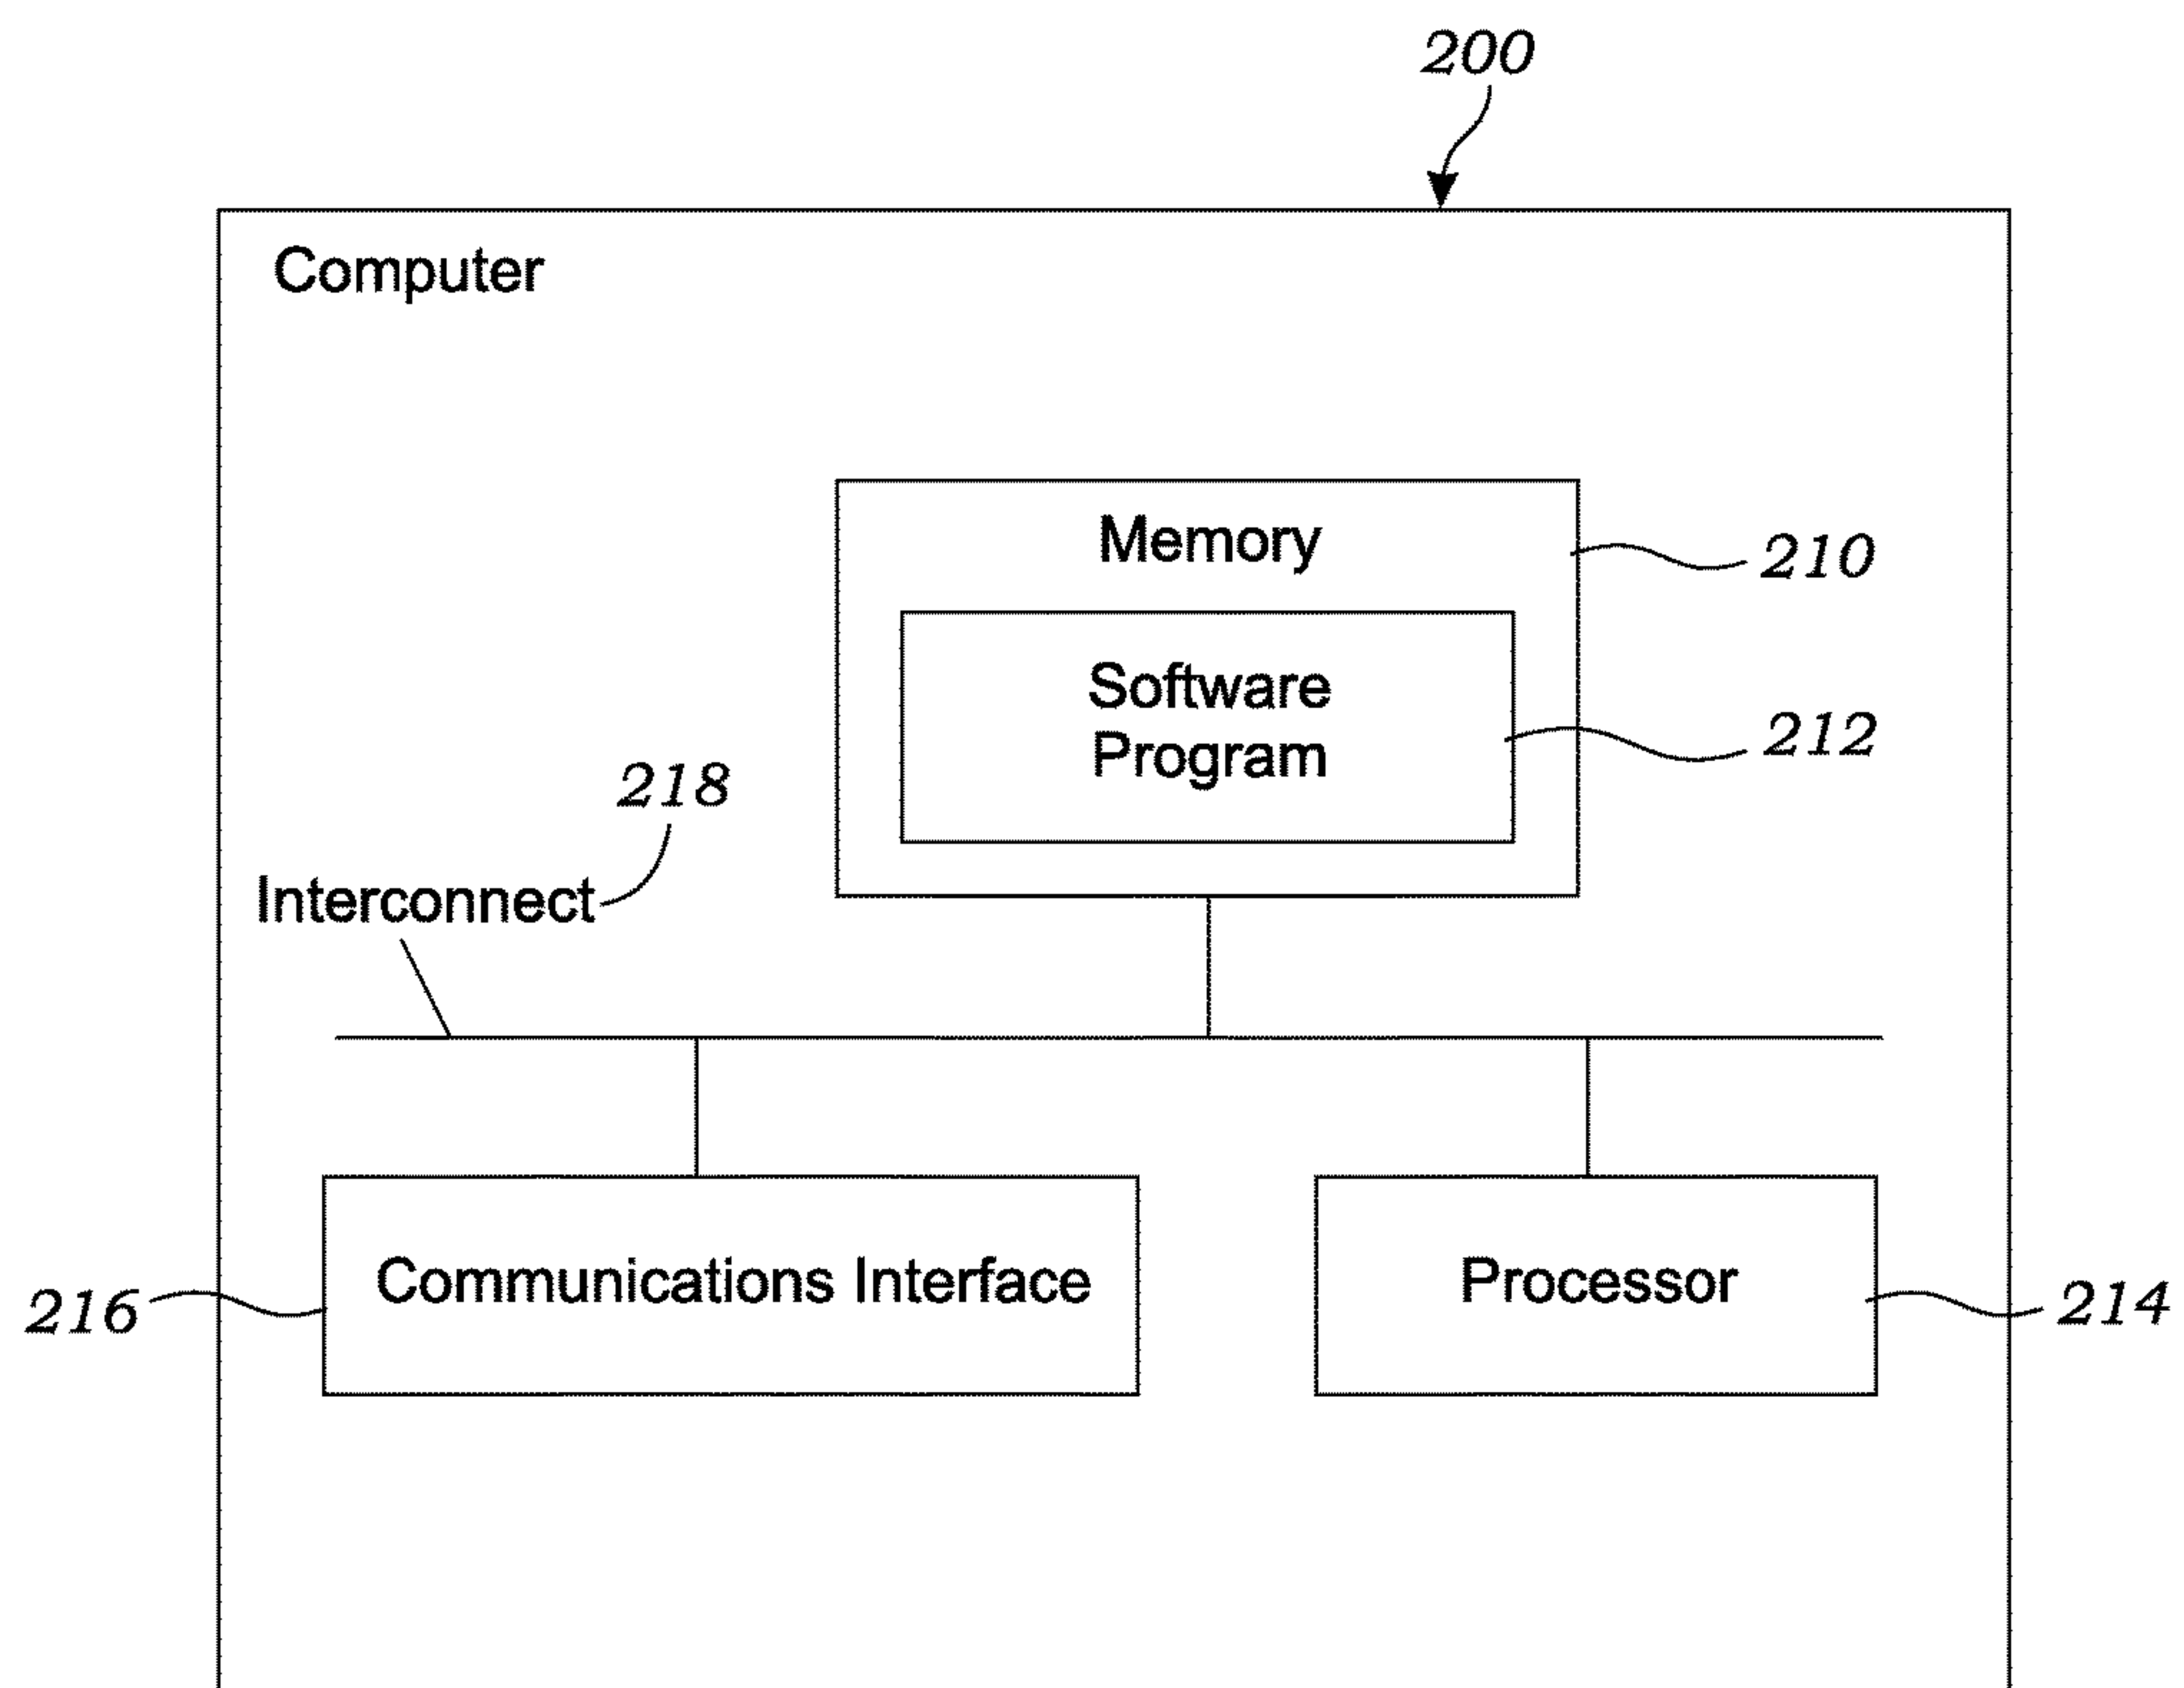 200
Computer
Memory
210
Software
Program
212
218
Interconnect
Communications Interface
Processor
216
214